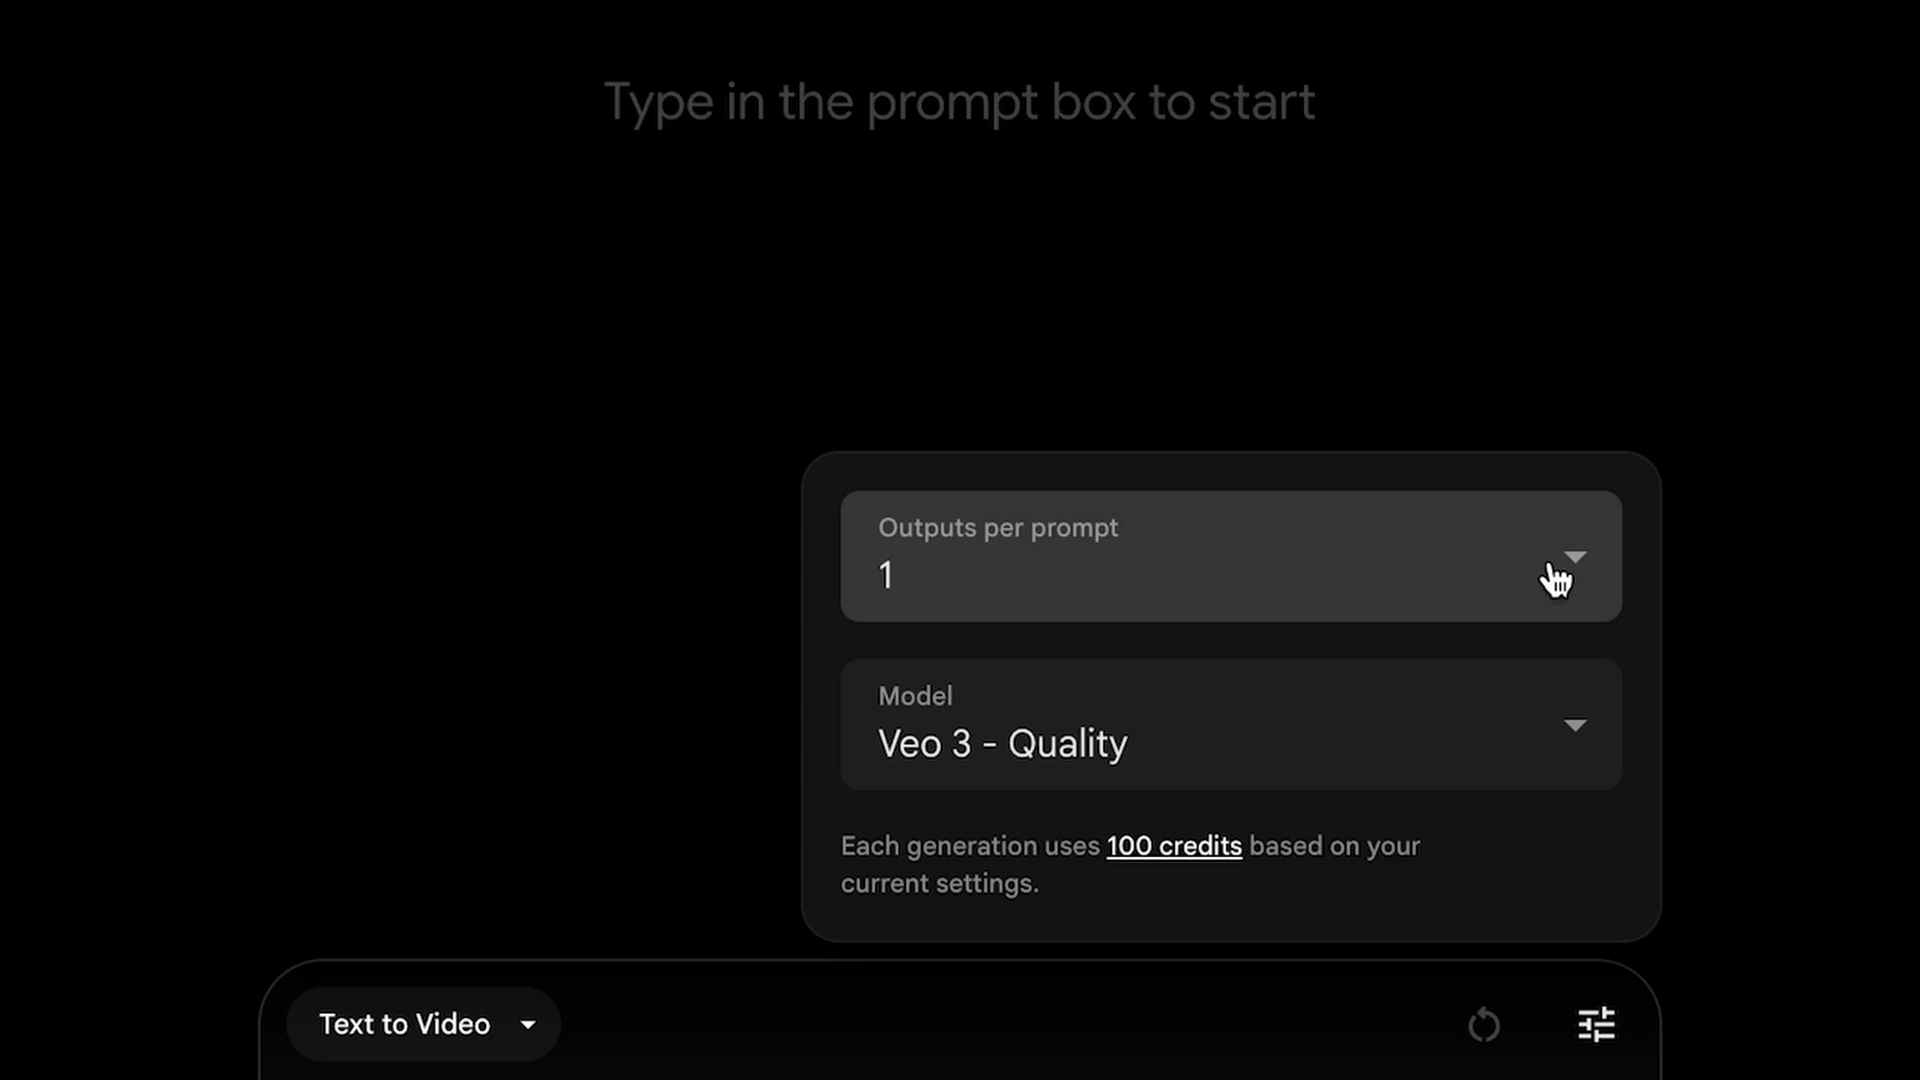 Type in the prompt box to start
Outputs per prompt
1
Model
Veo 3 - Quality
Each generation uses 100 credits based on your
current settings.
Text to Video